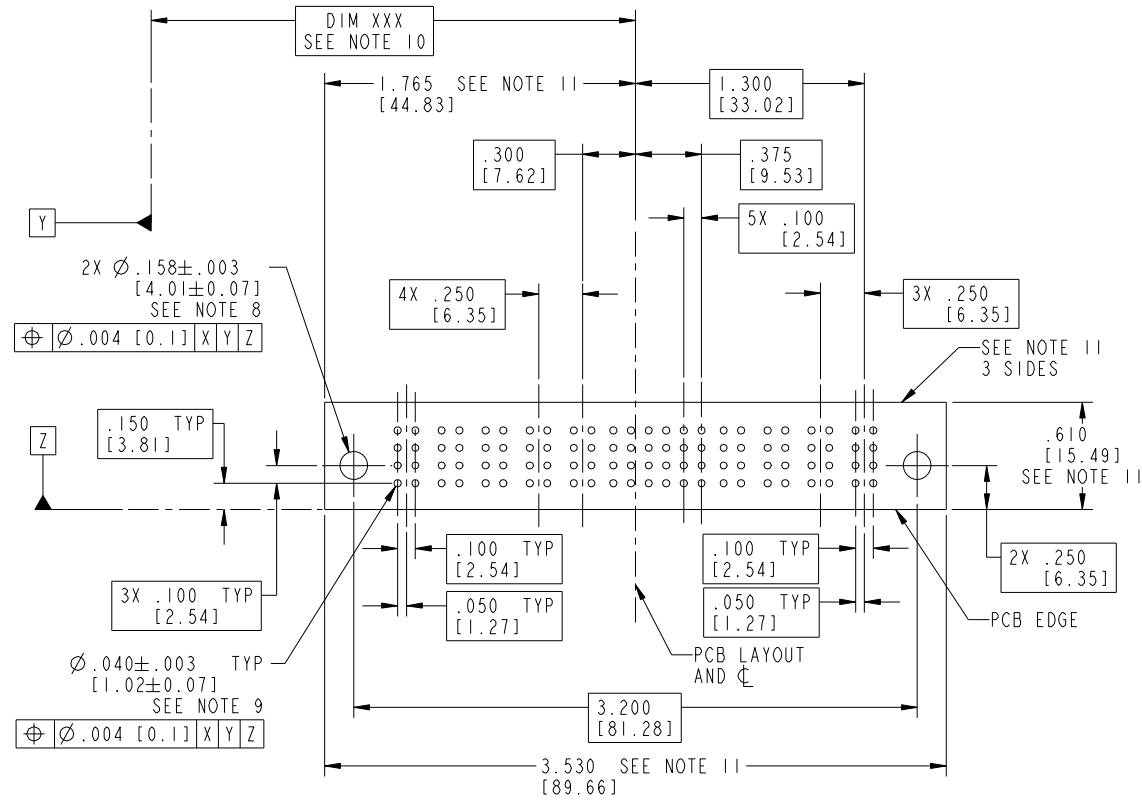 DIM XXX
SEE NOTE 10
1.765 SEE NOTE 11
[44.83]
1.300
[33.02]
.300
[7.62]
.375
[9.53]
Y
5X .100
[2.54]
2X Ø.158±.003
[4.01±0.07]
SEE NOTE 8
⌖ Ø.004 [0.1] X Y Z
4X .250
[6.35]
3X .250
[6.35]
SEE NOTE 11
3 SIDES
.150 TYP
[3.81]
Z
.610
[15.49]
SEE NOTE 11
.100 TYP
[2.54]
.100 TYP
[2.54]
2X .250
[6.35]
3X .100 TYP
[2.54]
.050 TYP
[1.27]
.050 TYP
[1.27]
PCB EDGE
PCB LAYOUT
AND ℄
Ø.040±.003 TYP
[1.02±0.07]
SEE NOTE 9
⌖ Ø.004 [0.1] X Y Z
3.200
[81.28]
3.530 SEE NOTE 11
[89.66]